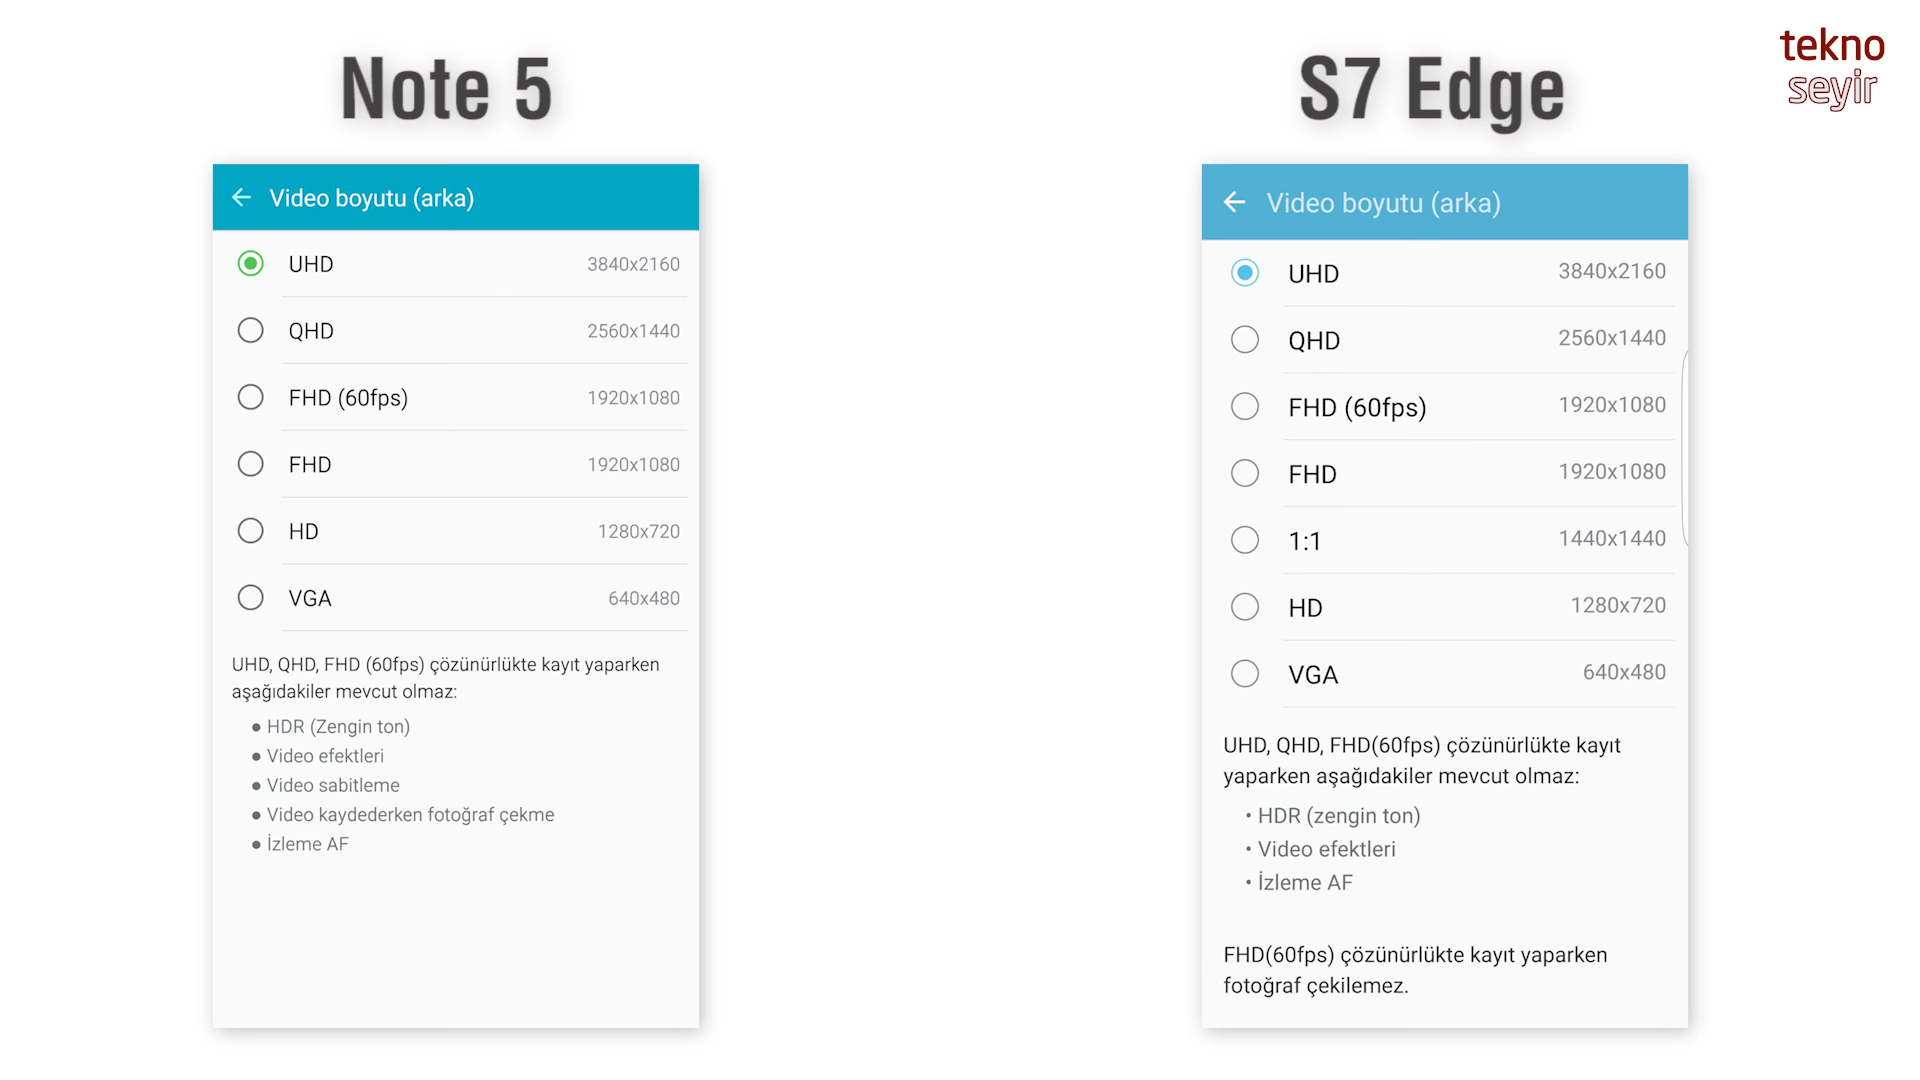 Note 5
Video boyutu (arka)
UHD 3840x2160
QHD 2560x1440
FHD (60fps) 1920x1080
FHD 1920x1080
HD 1280x720
VGA 640x480
UHD, QHD, FHD (60fps) çözünürlükte kayıt yaparken
aşağıdakiler mevcut olmaz:
● HDR (Zengin ton)
● Video efektleri
● Video sabitleme
● Video kaydederken fotoğraf çekme
● İzleme AF
S7 Edge
Video boyutu (arka)
UHD 3840x2160
QHD 2560x1440
FHD (60fps) 1920x1080
FHD 1920x1080
1:1 1440x1440
HD 1280x720
VGA 640x480
UHD, QHD, FHD(60fps) çözünürlükte kayıt
yaparken aşağıdakiler mevcut olmaz:
• HDR (zengin ton)
• Video efektleri
• İzleme AF
FHD(60fps) çözünürlükte kayıt yaparken
fotoğraf çekilemez.
tekno
seyir